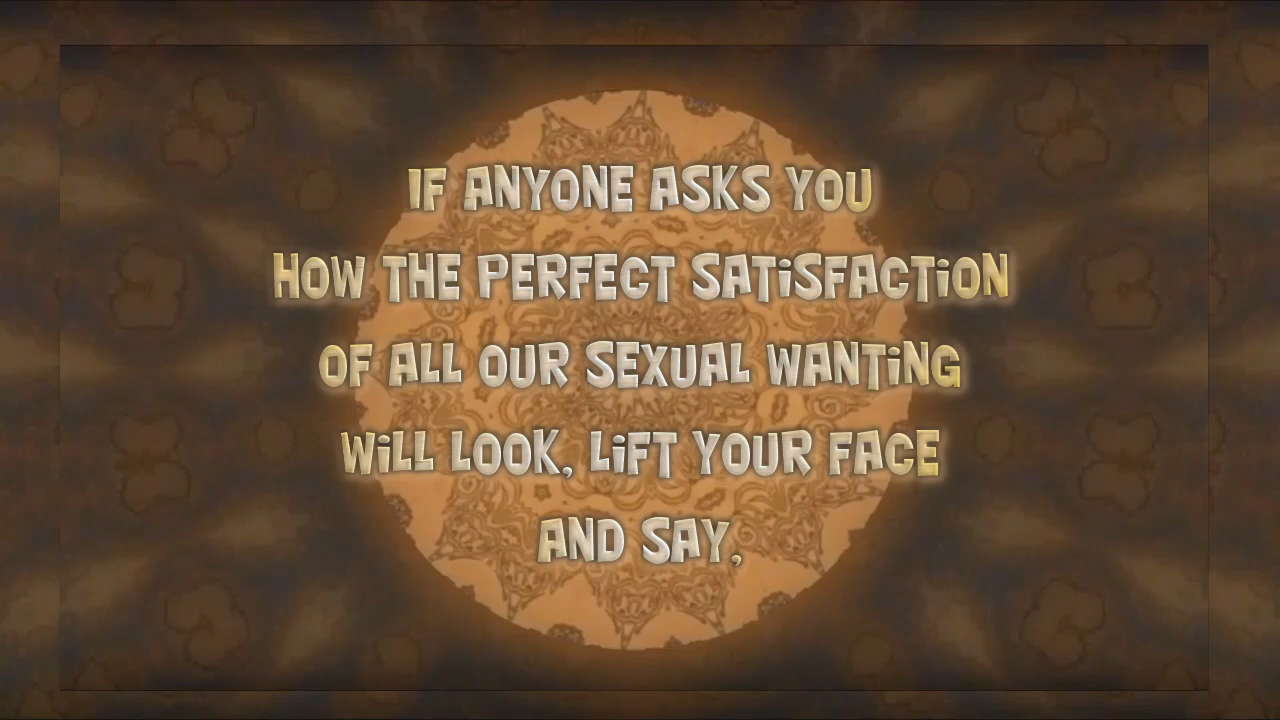 IF ANYONE ASKS YOU
HOW THE PERFECT SATiSFACTiON
OF ALL OUR SEXUAL WANTiNG
WiLL LOOK, LiFT YOUR FACE
AND SAY,